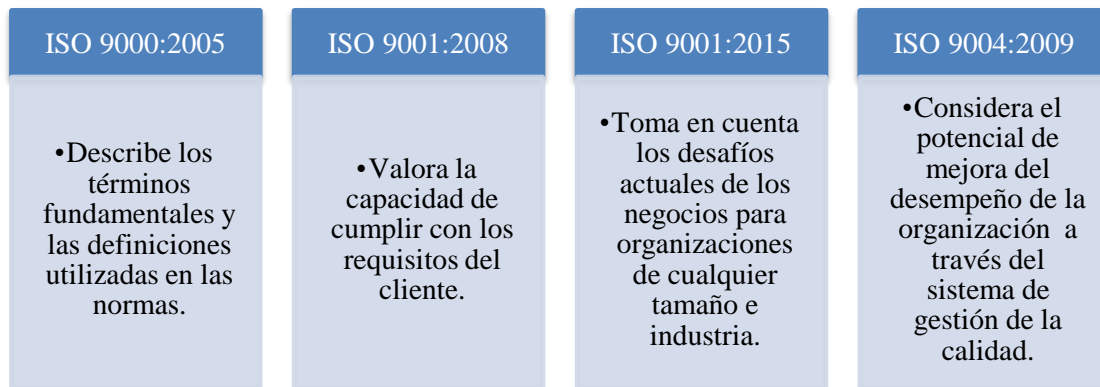 ISO 9000:2005
•Describe los
términos
fundamentales y
las definiciones
utilizadas en las
normas.
ISO 9001:2008
•Valora la
capacidad de
cumplir con los
requisitos del
cliente.
ISO 9001:2015
•Toma en cuenta
los desafíos
actuales de los
negocios para
organizaciones
de cualquier
tamaño e
industria.
ISO 9004:2009
•Considera el
potencial de
mejora del
desempeño de la
organización a
través del
sistema de
gestión de la
calidad.